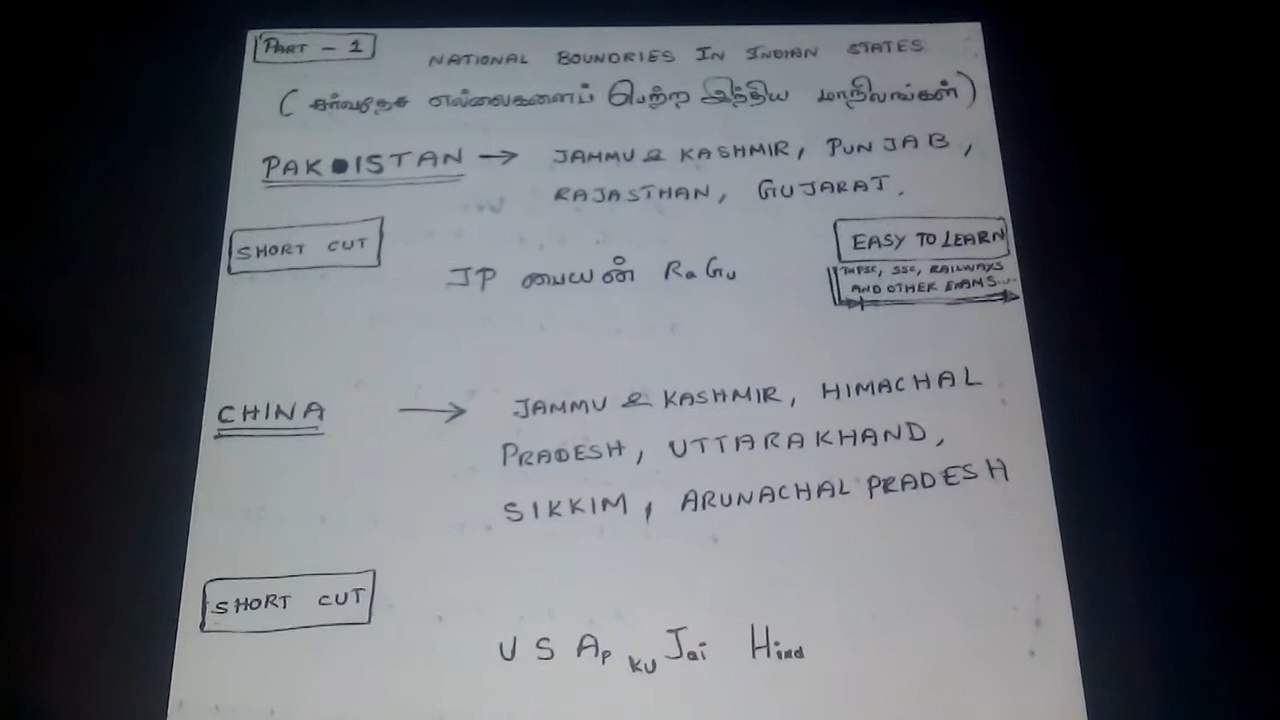 PART - 1
NATIONAL BOUNDRIES IN INDIAN STATES
( சர்வதேச எல்லைகளைப் பெற்ற இந்திய மாநிலங்கள் )
PAKISTAN → JAMMU & KASHMIR, PUNJAB,
RAJASTHAN, GUJARAT.
SHORT CUT
EASY TO LEARN
TNPSC, SSC, RAILWAYS
AND OTHER EXAMS...
JP பையன் RaGu
CHINA → JAMMU & KASHMIR, HIMACHAL
PRADESH, UTTARAKHAND,
SIKKIM, ARUNACHAL PRADESH
SHORT CUT
U S AP KU Jai Hind